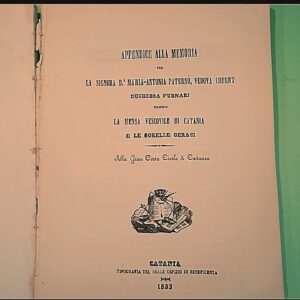 APPENDICE ALLA MEMORIA
PER
LA SIGNORA D.ª MARIA-ANTONIA PATERNO, VEDOVA IMBERT
DUCHESSA FURNARI
CONTRO
LA MENSA VESCOVILE DI CATANIA
E LE SORELLE GERACI
Alla Gran Corte Civile di Catania
CATANIA
TIPOGRAFIA DEL REALE OSPIZIO DI BENEFICENZA
1853